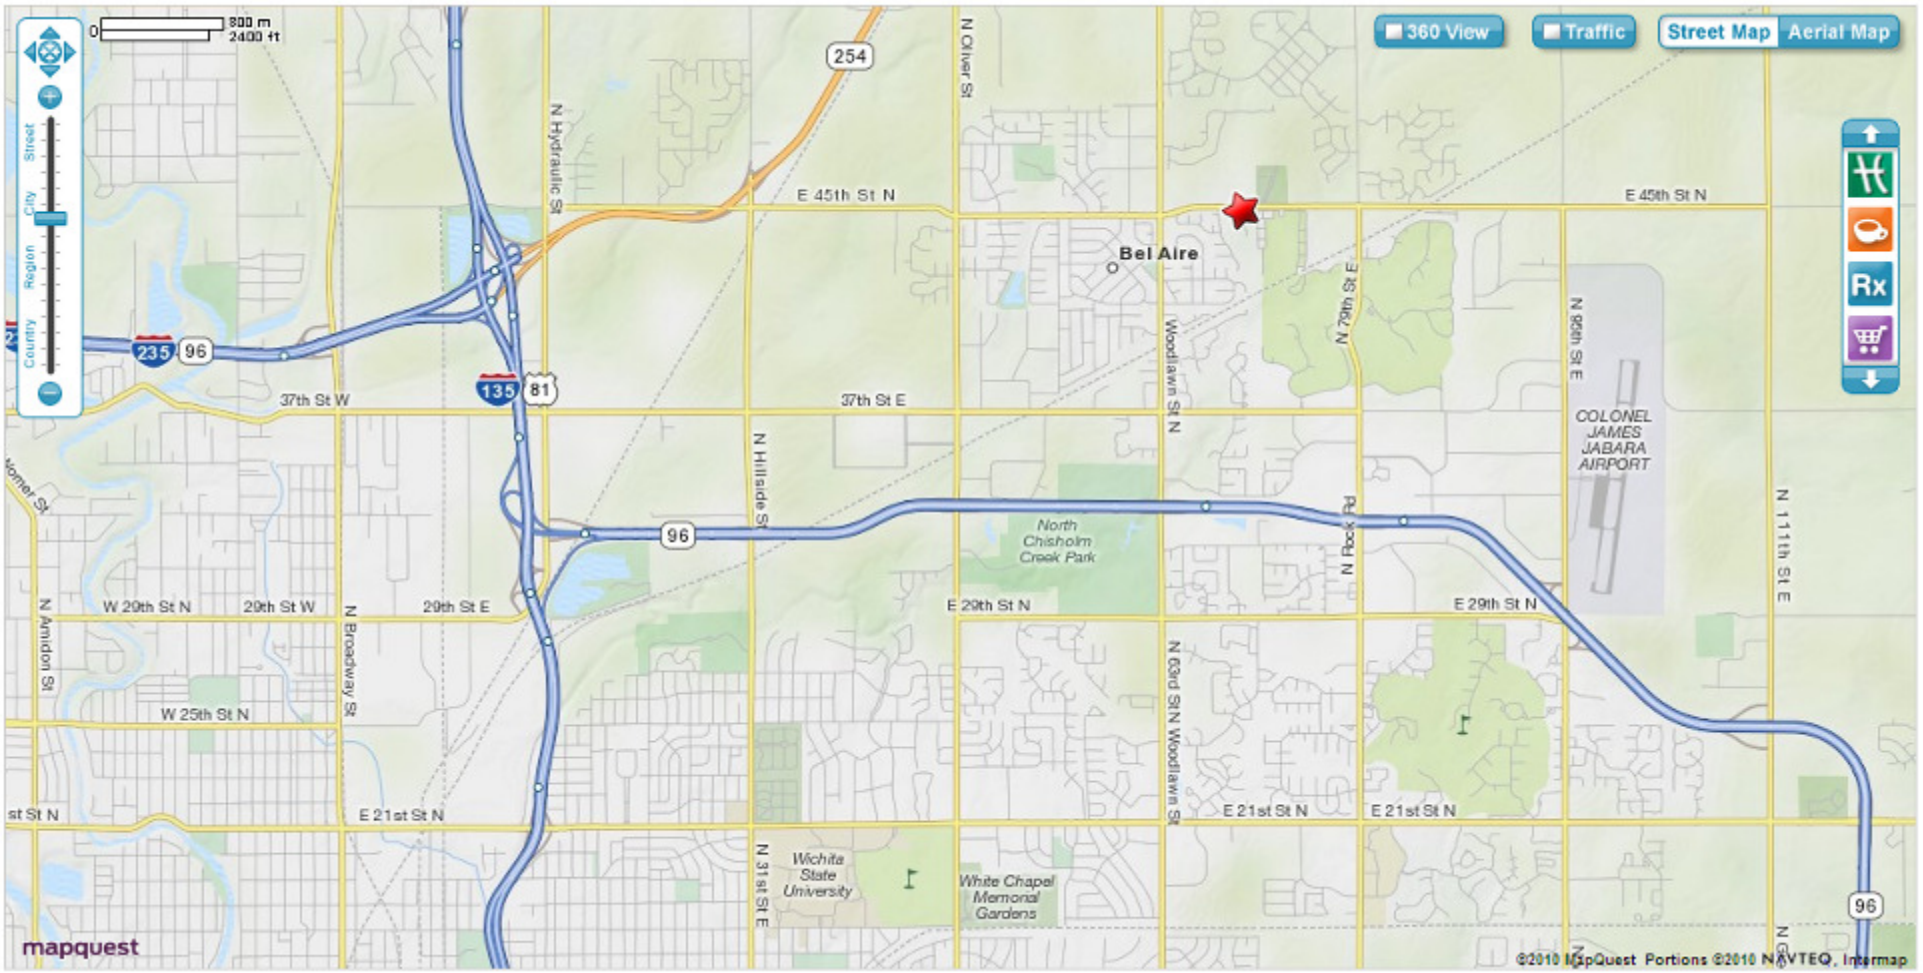 0
800 m
2400 ft
254
N Oliver St
360 View
Traffic
Street Map
Aerial Map
Street
City
Region
Country
N Hydraulic St
E 45th St N
E 45th St N
Bel Aire
N 79th St E
Woodlawn St N
N 95th St E
Rx
235
96
135
81
37th St W
37th St E
COLONEL
JAMES
JABARA
AIRPORT
N Hillside St
96
North
Chisholm
Creek Park
N Rock Rd
N 111th St E
W 29th St N
29th St W
29th St E
E 29th St N
E 29th St N
N Amidon St
N Broadway St
W 25th St N
N 63rd St N Woodlawn St
st St N
E 21st St N
E 21st St N
E 21st St N
N 31st St E
Wichita
State
University
White Chapel
Memorial
Gardens
96
mapquest
©2010 MapQuest Portions ©2010 NAVTEQ, Intermap